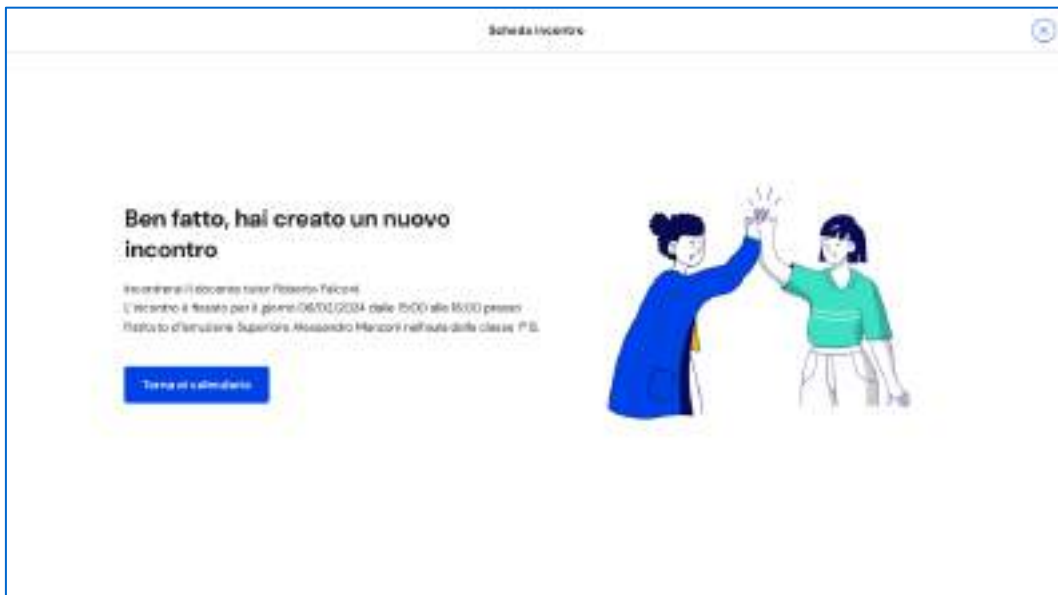 Scheda incontro
Ben fatto, hai creato un nuovo
incontro
Incontrerai il docente tutor Roberto Falconi
L'incontro è fissato per il giorno 06/02/2024 dalle 15:00 alle 16:00 presso
l'Istituto d'Istruzione Superiore Alessandro Manzoni nell'aula della classe 1° B.
Torna al calendario